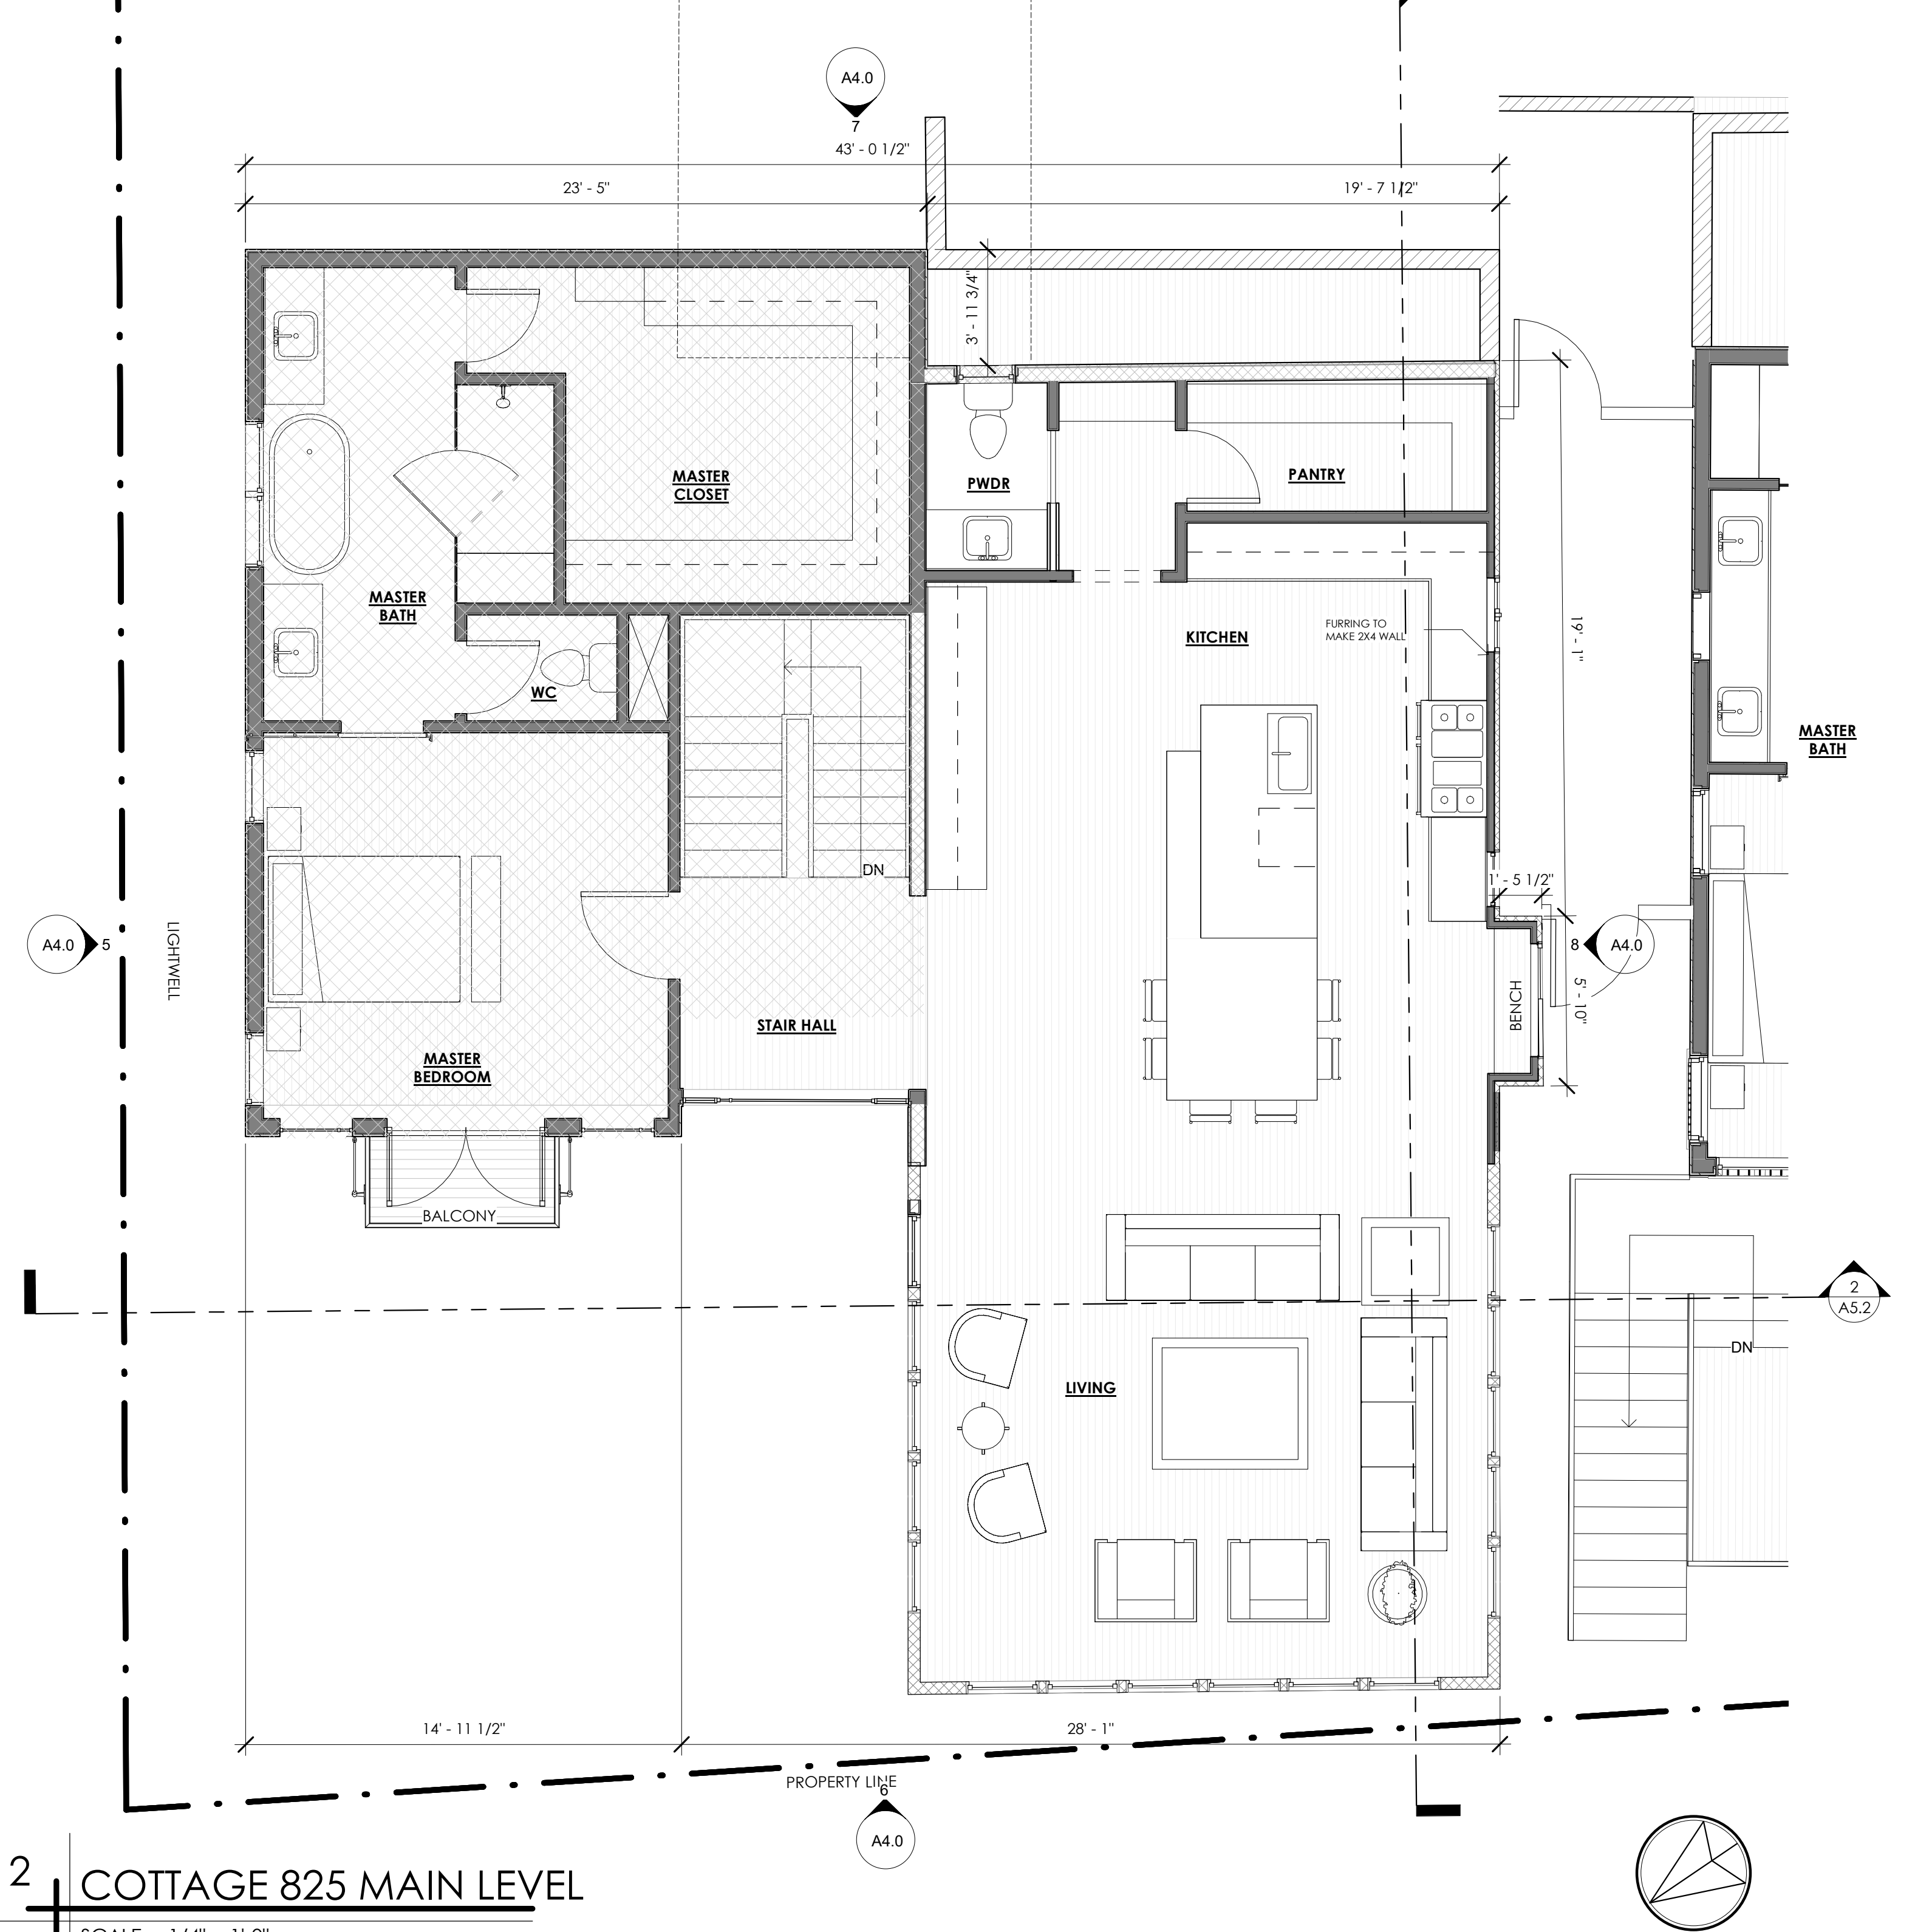 A4.0
7
43' - 0 1/2"
23' - 5"
19' - 7 1/2"
3' - 11 3/4"
MASTER
CLOSET
PWDR
PANTRY
MASTER
BATH
KITCHEN
FURRING TO
MAKE 2X4 WALL
19' - 1"
WC
MASTER
BATH
DN
1' - 5 1/2"
A4.0
5
LIGHTWELL
8
A4.0
5' - 10"
BENCH
STAIR HALL
MASTER
BEDROOM
BALCONY
2
A5.2
DN
LIVING
14' - 11 1/2"
28' - 1"
PROPERTY LINE
6
A4.0
2
COTTAGE 825 MAIN LEVEL